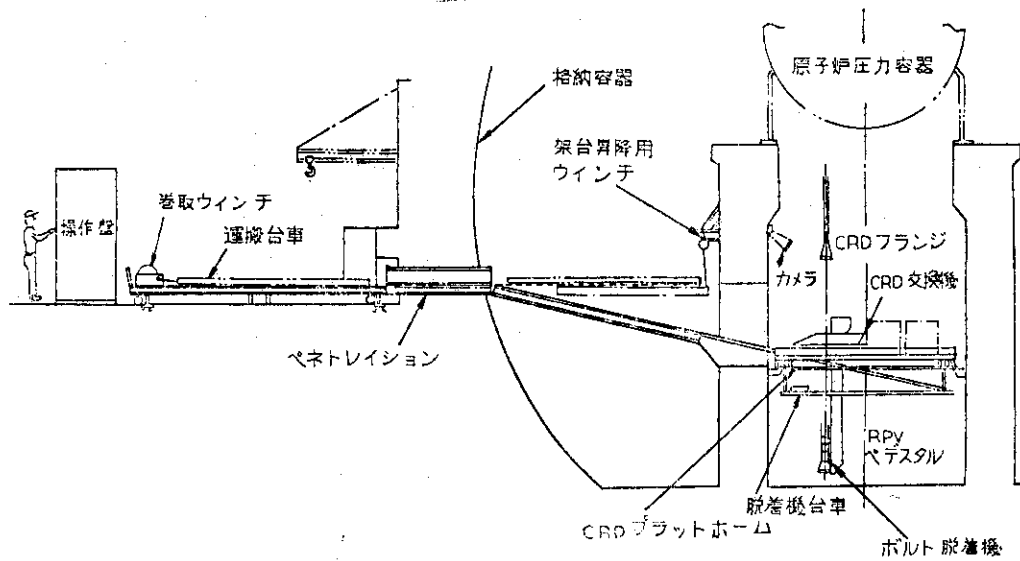 原子炉圧力容器
格納容器
架台昇降用
ウインチ
巻取ウインチ
操作盤
運搬台車
CRDフランジ
カメラ
CRD交換機
ペネトレイション
RPV
ペデスタル
脱着機台車
CRDプラットホーム
ボルト脱着機